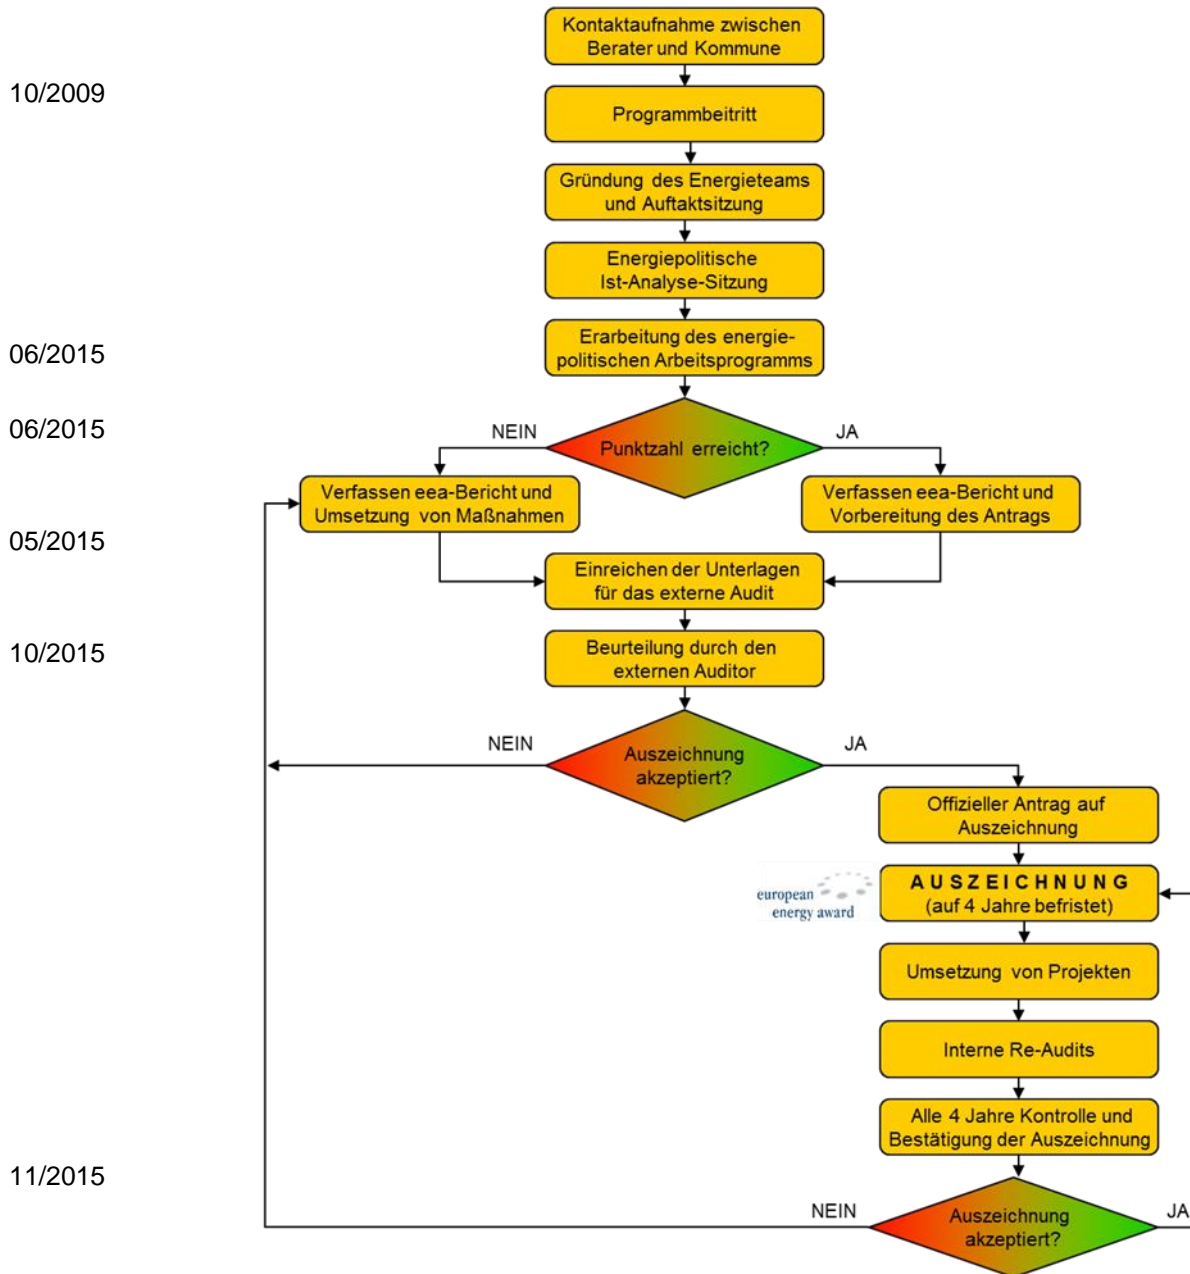 Kontaktaufnahme zwischen
Berater und Kommune
10/2009
Programmbeitritt
Gründung des Energieteams
und Auftaktsitzung
Energiepolitische
Ist-Analyse-Sitzung
06/2015
Erarbeitung des energie-
politischen Arbeitsprogramms
06/2015
NEIN
Punktzahl erreicht?
JA
Verfassen eea-Bericht und
Umsetzung von Maßnahmen
Verfassen eea-Bericht und
Vorbereitung des Antrags
05/2015
Einreichen der Unterlagen
für das externe Audit
10/2015
Beurteilung durch den
externen Auditor
NEIN
Auszeichnung
akzeptiert?
JA
Offizieller Antrag auf
Auszeichnung
european
energy award
A U S Z E I C H N U N G
(auf 4 Jahre befristet)
Umsetzung von Projekten
Interne Re-Audits
Alle 4 Jahre Kontrolle und
Bestätigung der Auszeichnung
11/2015
NEIN
Auszeichnung
akzeptiert?
JA